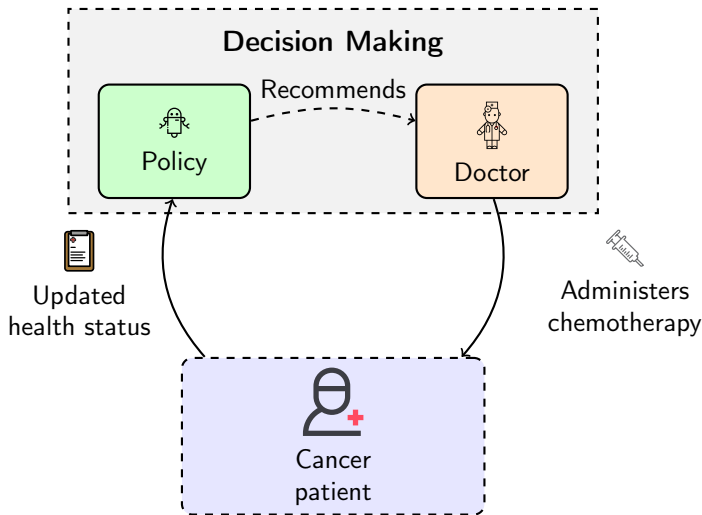 Decision Making
Recommends
Policy
Doctor
Updated
health status
Administers
chemotherapy
Cancer
patient